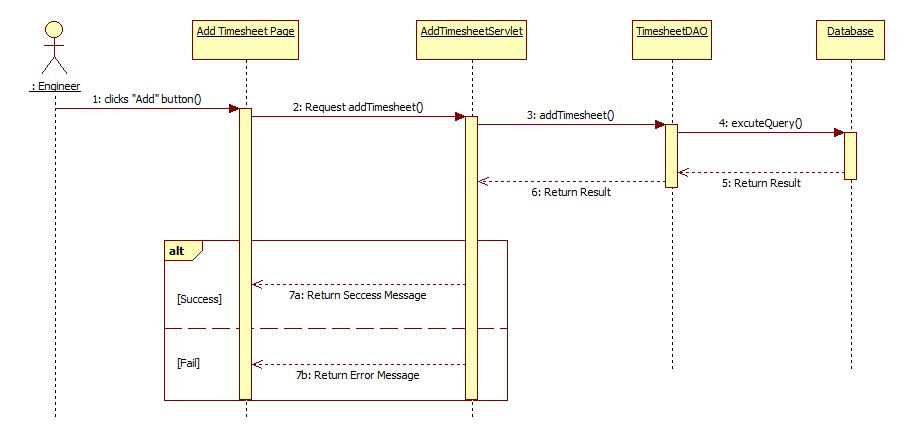 Add Timesheet Page
AddTimesheetServlet
TimesheetDAO
Database
: Engineer
1: clicks "Add" button()
2: Request addTimesheet()
3: addTimesheet()
4: excuteQuery()
5: Return Result
6: Return Result
alt
7a: Return Seccess Message
[Success]
[Fail]
7b: Return Error Message